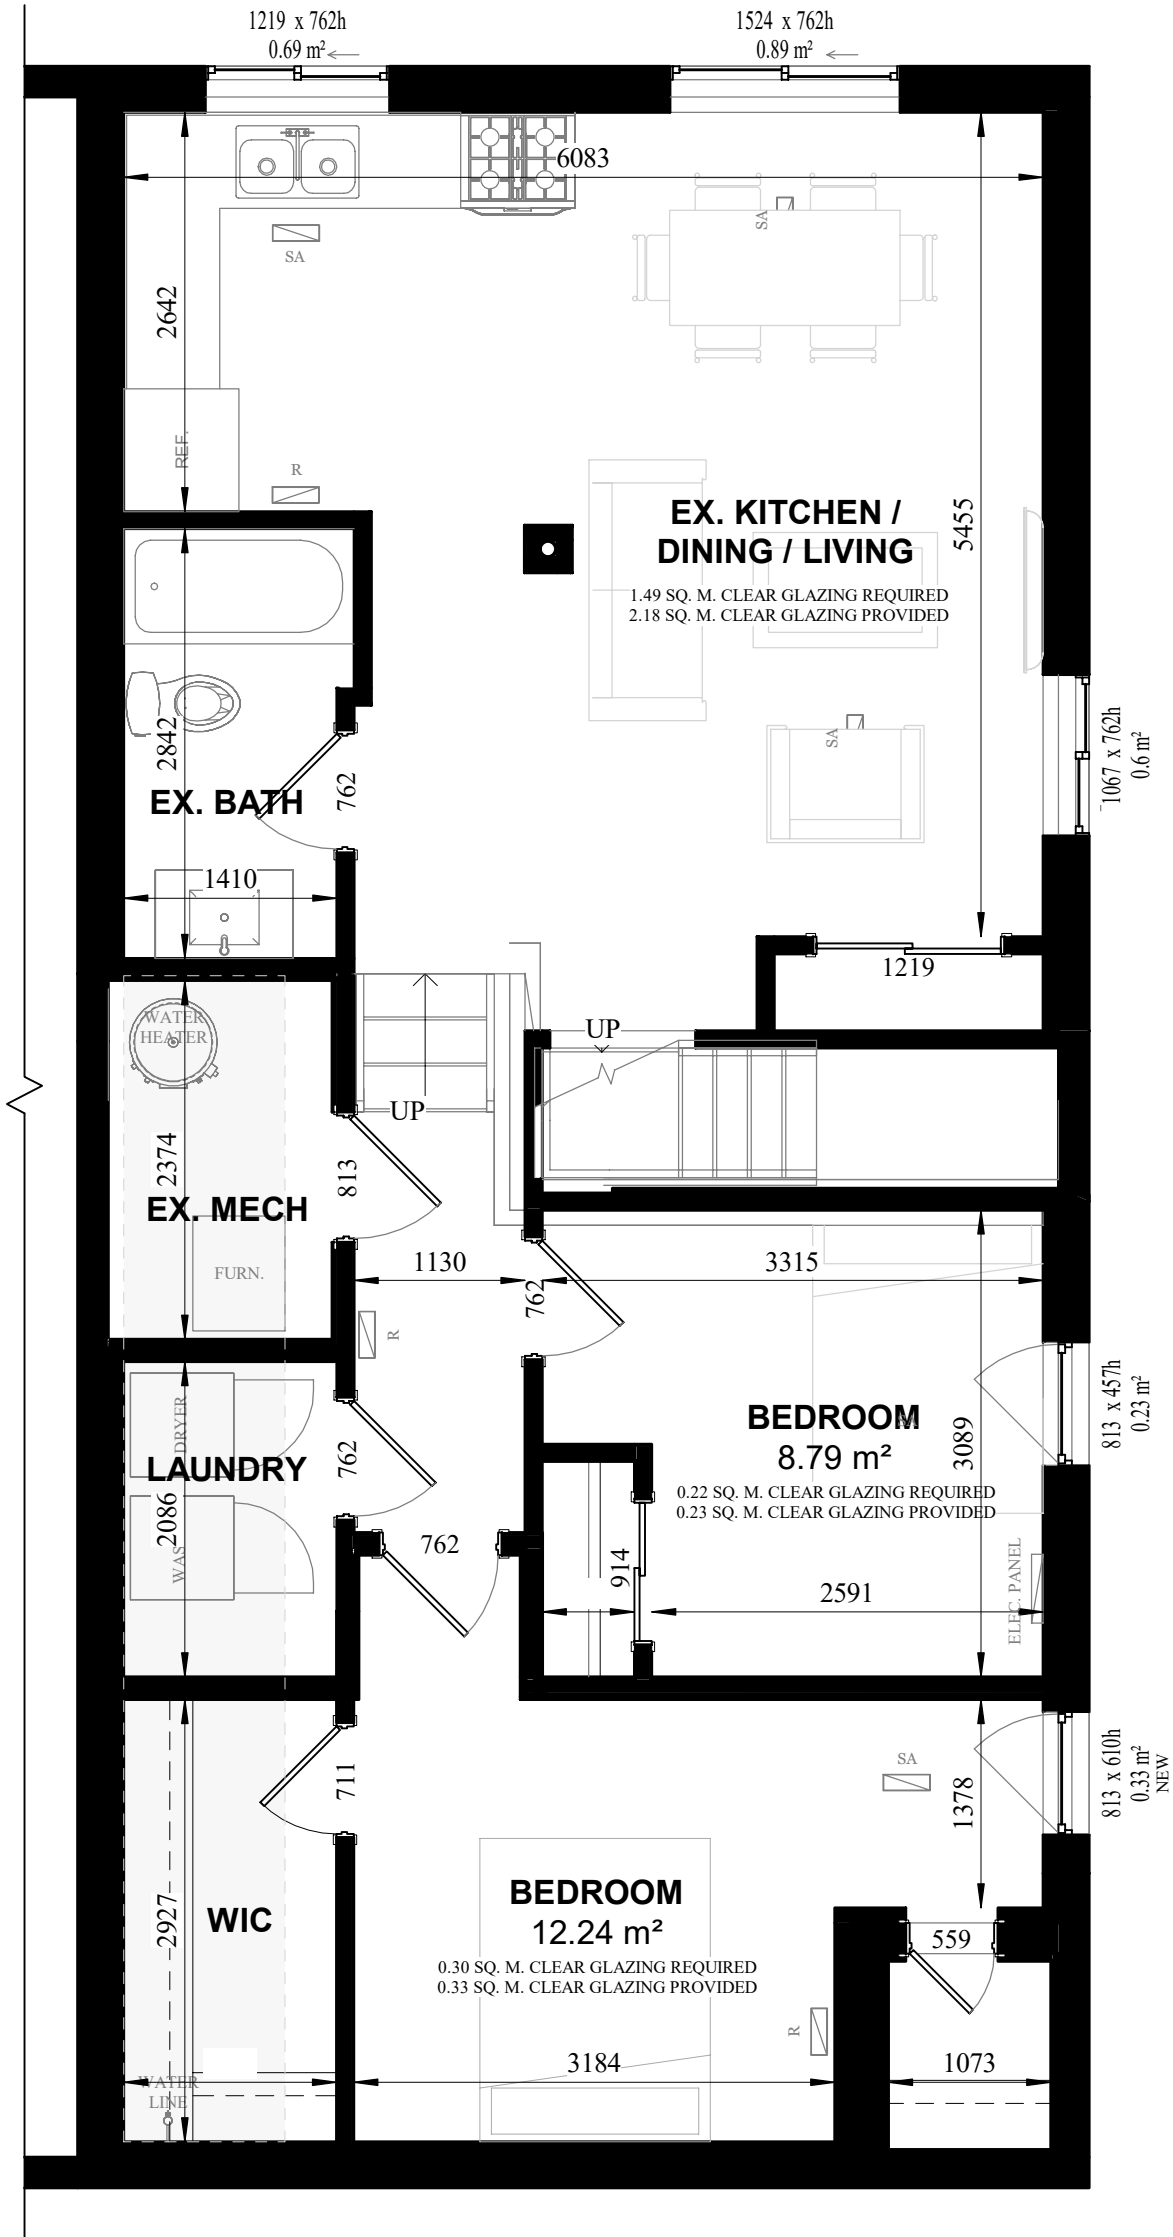 1219 x 762h
0.69 m²
1524 x 762h
0.89 m²
6083
SA
SA
2642
REF.
R
5455
EX. KITCHEN /
DINING / LIVING
1.49 SQ. M. CLEAR GLAZING REQUIRED
2.18 SQ. M. CLEAR GLAZING PROVIDED
SA
1067 x 762h
0.6 m²
2842
762
EX. BATH
1410
1219
WATER
HEATER
UP
UP
2374
813
EX. MECH
FURN.
1130
762
3315
R
813 x 457h
0.23 m²
DRYER
LAUNDRY
762
2086
WAS
762
BEDROOM
SA
8.79 m²
3089
0.22 SQ. M. CLEAR GLAZING REQUIRED
0.23 SQ. M. CLEAR GLAZING PROVIDED
914
2591
ELEC. PANEL
711
SA
1378
813 x 610h
0.33 m²
NEW
2927
WIC
BEDROOM
12.24 m²
0.30 SQ. M. CLEAR GLAZING REQUIRED
0.33 SQ. M. CLEAR GLAZING PROVIDED
559
R
3184
1073
WATER
LINE